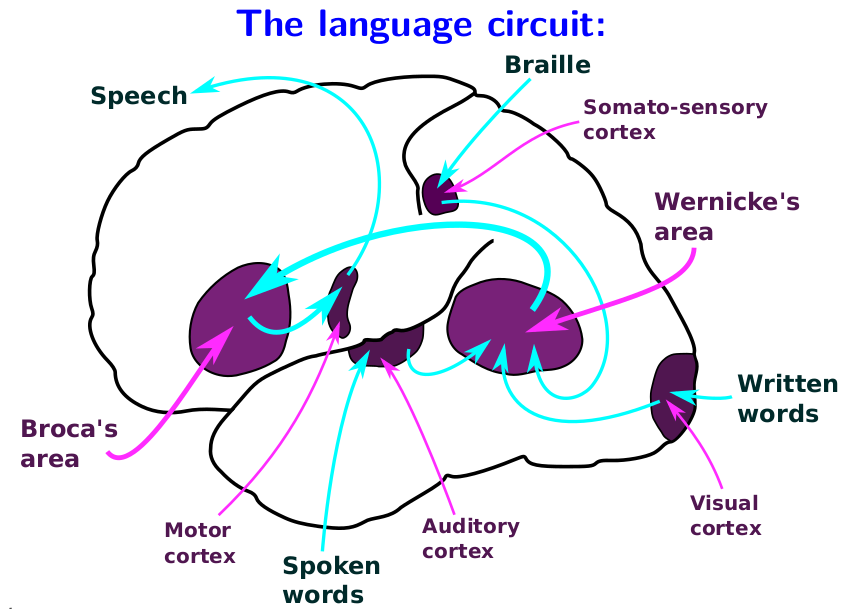 The language circuit:
Braille
Speech
Somato-sensory
cortex
Wernicke's
area
Written
words
Broca's
area
Visual
cortex
Motor
cortex
Auditory
cortex
Spoken
words